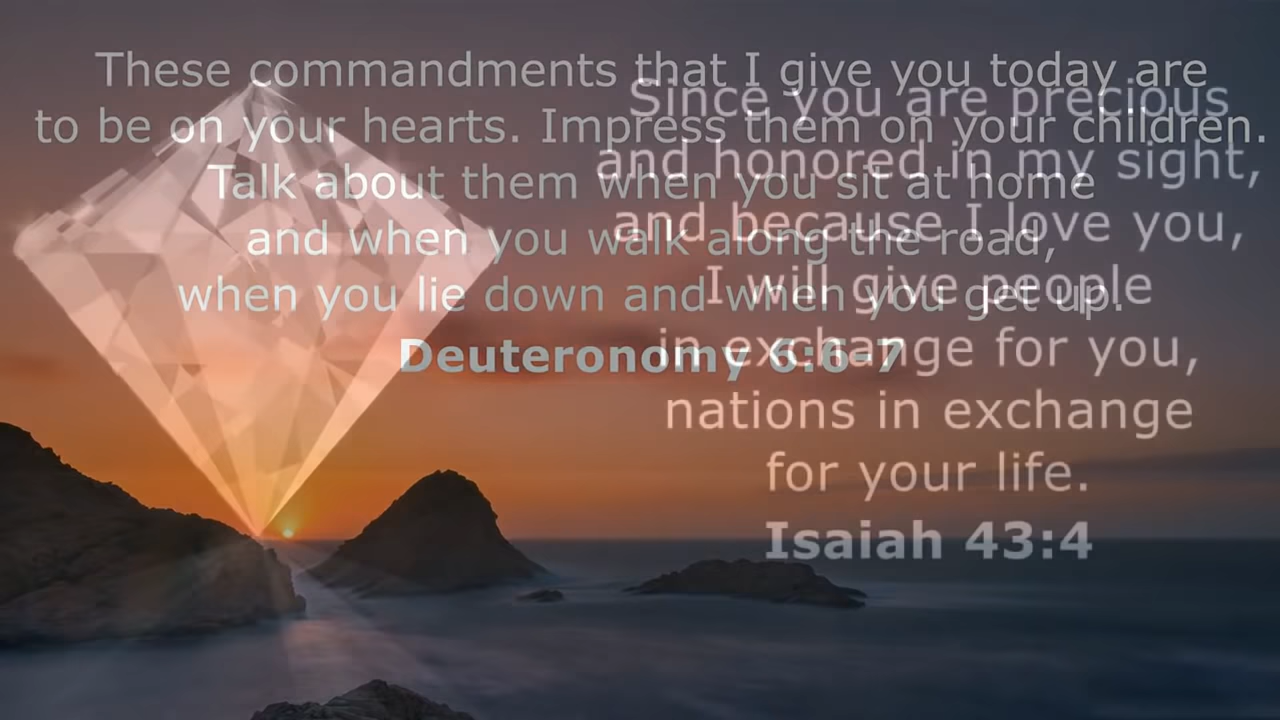 These commandments that I give you today are
to be on your hearts. Impress them on your children.
Talk about them when you sit at home
and when you walk along the road,
when you lie down and when you get up.
Deuteronomy 6:6-7
Since you are precious
and honored in my sight,
and because I love you,
I will give people
in exchange for you,
nations in exchange
for your life.
Isaiah 43:4